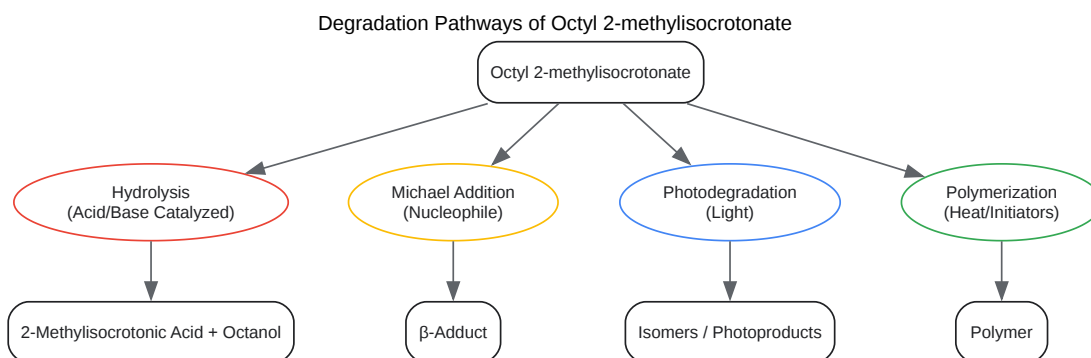 Degradation Pathways of Octyl 2-methylisocrotonate
Octyl 2-methylisocrotonate
Hydrolysis
(Acid/Base Catalyzed)
Michael Addition
(Nucleophile)
Photodegradation
(Light)
Polymerization
(Heat/Initiators)
2-Methylisocrotonic Acid + Octanol
β-Adduct
Isomers / Photoproducts
Polymer